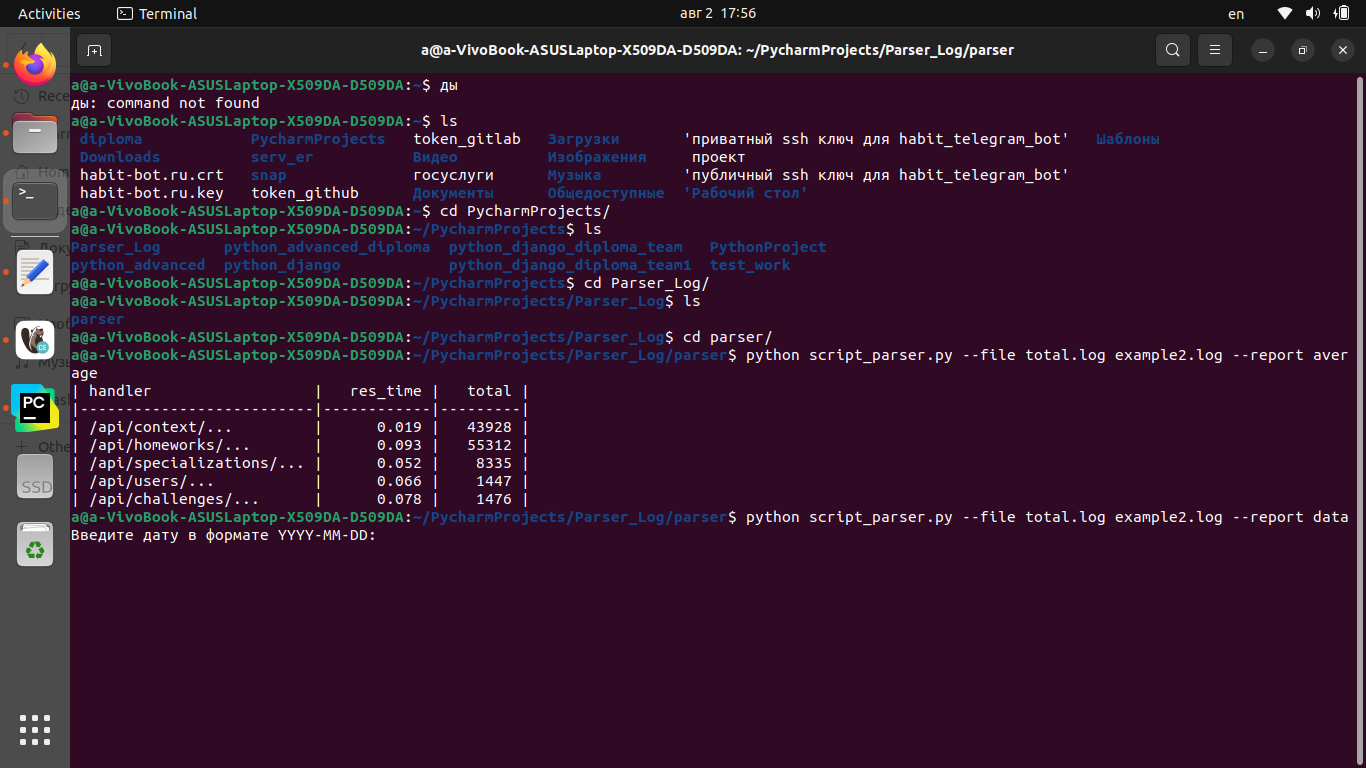 Activities Terminal авг 2 17:56 en
a@a-VivoBook-ASUSLaptop-X509DA-D509DA: ~/PycharmProjects/Parser_Log/parser
a@a-VivoBook-ASUSLaptop-X509DA-D509DA:~$ ды
ды: command not found
a@a-VivoBook-ASUSLaptop-X509DA-D509DA:~$ ls
diploma PycharmProjects token_gitlab Загрузки 'приватный ssh ключ для habit_telegram_bot' Шаблоны
Downloads serv_er Видео Изображения проект
habit-bot.ru.crt snap госуслуги Музыка 'публичный ssh ключ для habit_telegram_bot'
habit-bot.ru.key token_github Документы Общедоступные 'Рабочий стол'
a@a-VivoBook-ASUSLaptop-X509DA-D509DA:~$ cd PycharmProjects/
a@a-VivoBook-ASUSLaptop-X509DA-D509DA:~/PycharmProjects$ ls
Parser_Log python_advanced_diploma python_django_diploma_team PythonProject
python_advanced python_django python_django_diploma_team1 test_work
a@a-VivoBook-ASUSLaptop-X509DA-D509DA:~/PycharmProjects$ cd Parser_Log/
a@a-VivoBook-ASUSLaptop-X509DA-D509DA:~/PycharmProjects/Parser_Log$ ls
parser
a@a-VivoBook-ASUSLaptop-X509DA-D509DA:~/PycharmProjects/Parser_Log$ cd parser/
a@a-VivoBook-ASUSLaptop-X509DA-D509DA:~/PycharmProjects/Parser_Log/parser$ python script_parser.py --file total.log example2.log --report aver
age
| handler | res_time | total |
|--------------------------|------------|---------|
| /api/context/... | 0.019 | 43928 |
| /api/homeworks/... | 0.093 | 55312 |
| /api/specializations/... | 0.052 | 8335 |
| /api/users/... | 0.066 | 1447 |
| /api/challenges/... | 0.078 | 1476 |
a@a-VivoBook-ASUSLaptop-X509DA-D509DA:~/PycharmProjects/Parser_Log/parser$ python script_parser.py --file total.log example2.log --report data
Введите дату в формате YYYY-MM-DD:
Rece
Hom
Othe
PC
CE
SSD